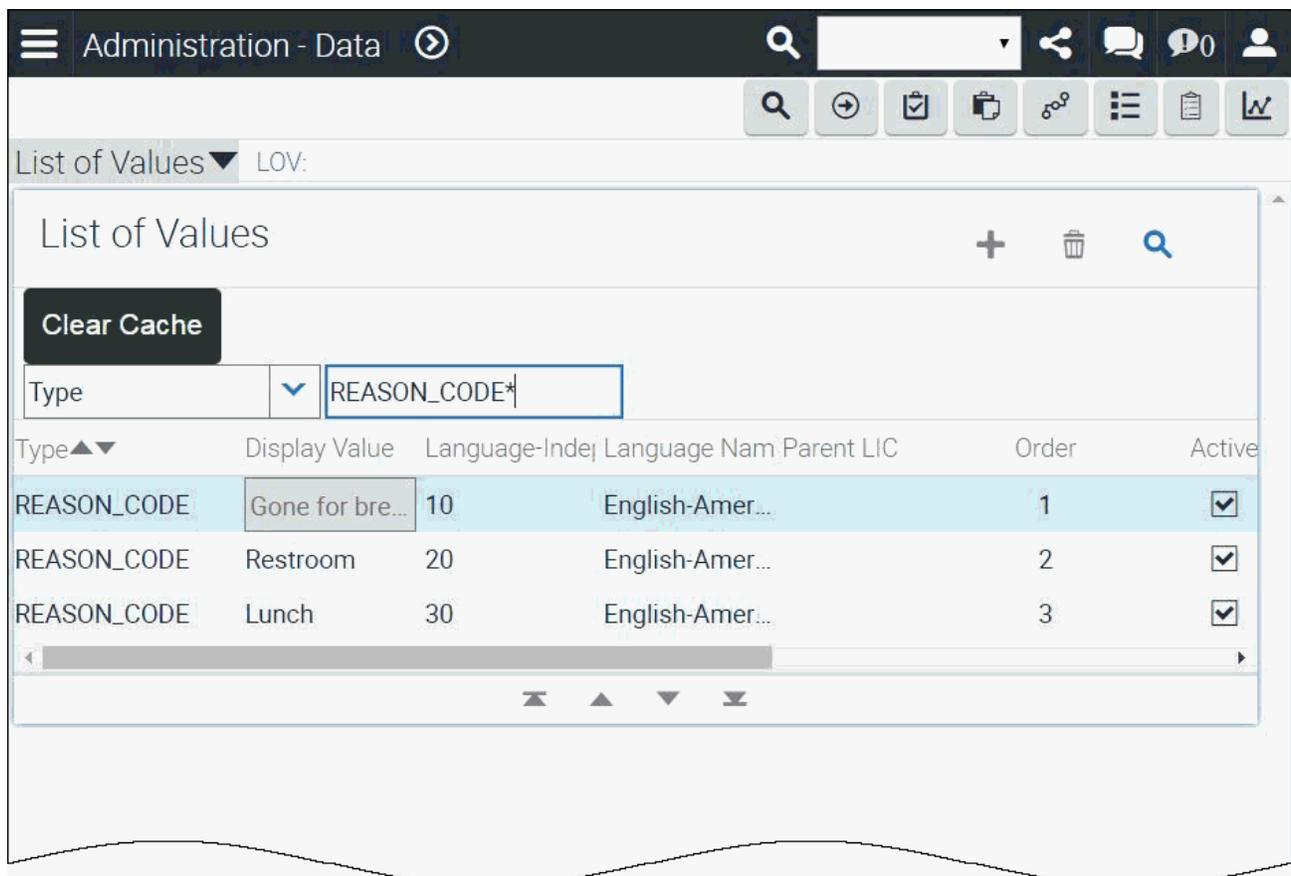 Administration - Data 0
List of Values LOV:
List of Values
Clear Cache
Type REASON_CODE*
Type Display Value Language-Indep Language Nam Parent LIC Order Active
REASON_CODE Gone for bre... 10 English-Amer... 1
REASON_CODE Restroom 20 English-Amer... 2
REASON_CODE Lunch 30 English-Amer... 3